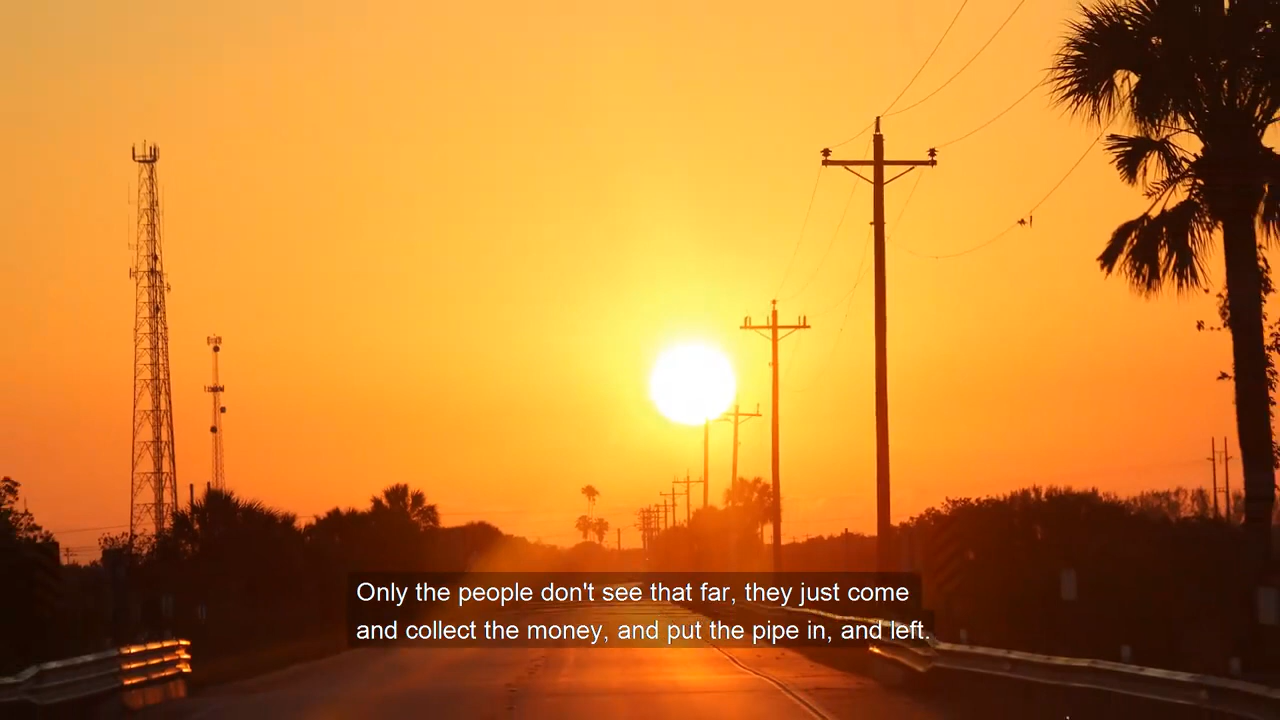 Only the people don't see that far, they just come
and collect the money, and put the pipe in, and left.